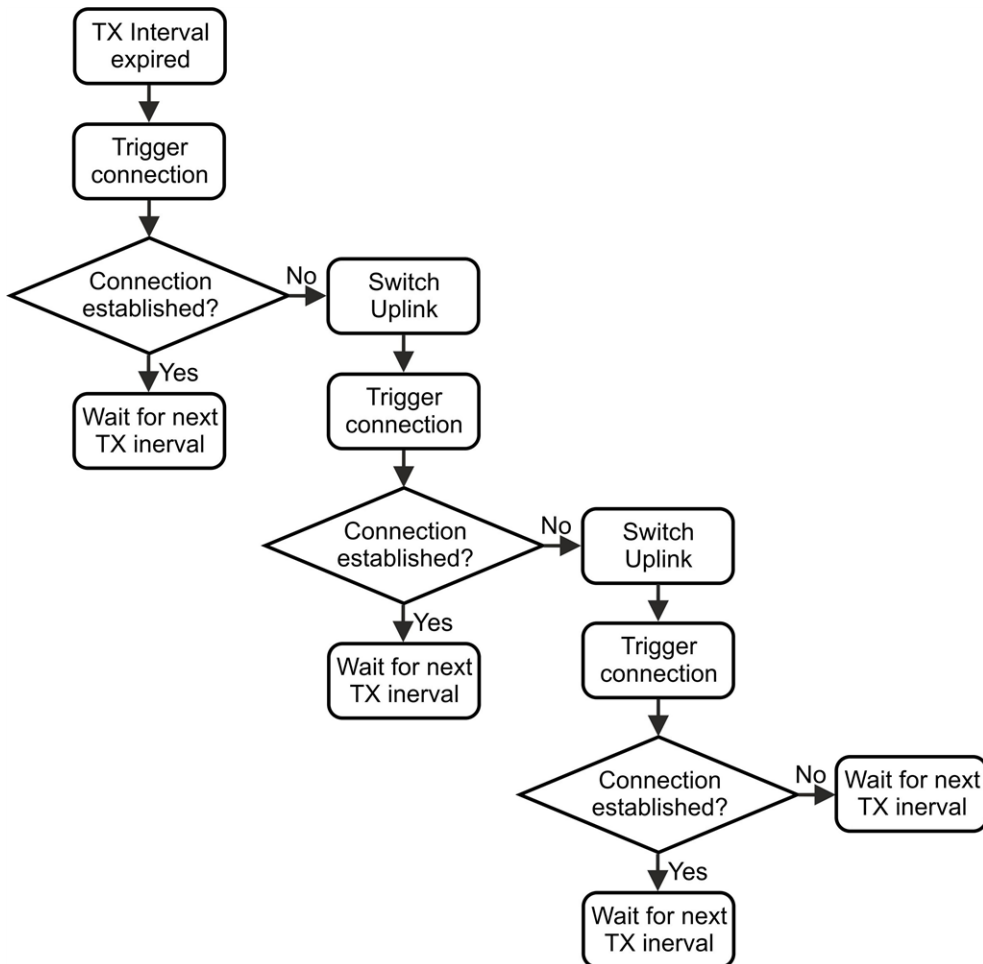 TX Interval
expired
Trigger
connection
Connection
established?
No
Switch
Uplink
Yes
Wait for next
TX inerval
Trigger
connection
Connection
established?
No
Switch
Uplink
Yes
Wait for next
TX inerval
Trigger
connection
Connection
established?
No
Wait for next
TX inerval
Yes
Wait for next
TX inerval